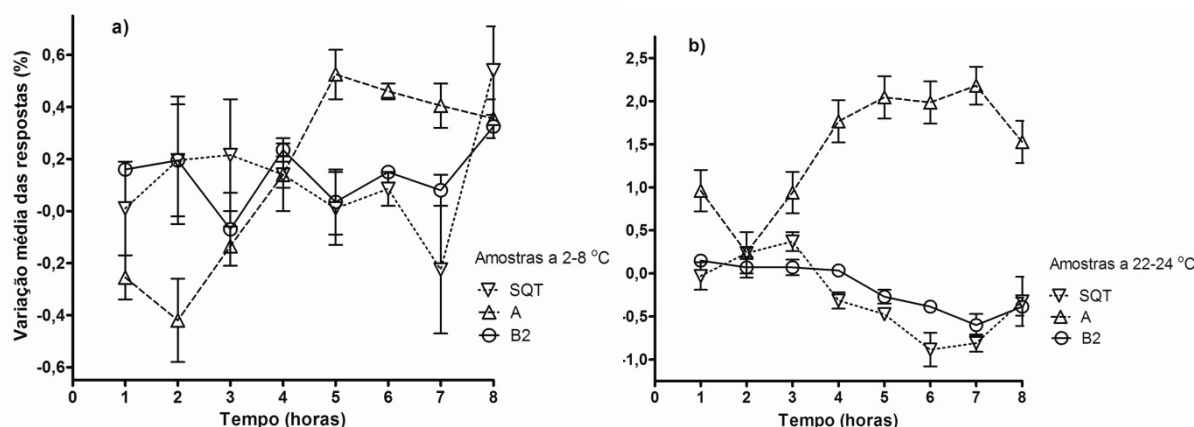 a)
Variação média das respostas (%)
0,6
0,4
0,2
-0,0
-0,2
-0,4
-0,6
0 1 2 3 4 5 6 7 8
Tempo (horas)
Amostras a 2-8 °C
SQT
A
B2
b)
2,5
2,0
1,5
1,0
0,5
0,0
-0,5
-1,0
0 1 2 3 4 5 6 7 8
Tempo (horas)
Amostras a 22-24 °C
SQT
A
B2